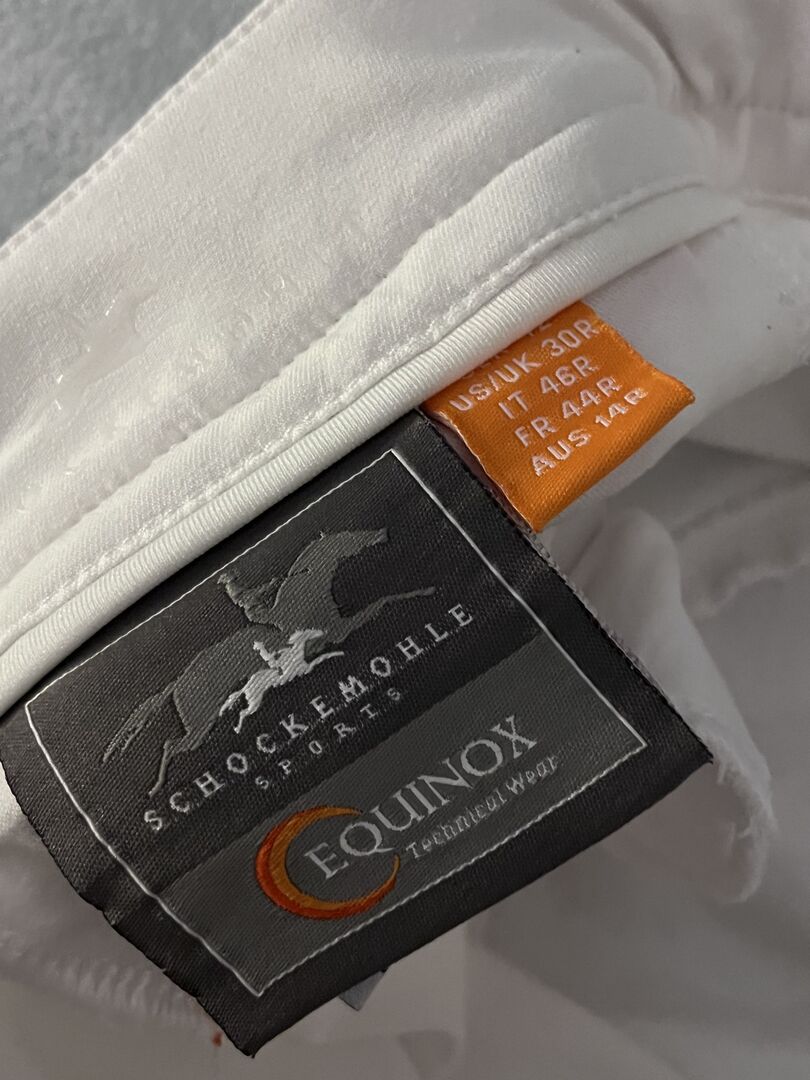 US/UK 30R
IT 46R
FR 44R
AUS 14R
SCHOCKEMOHLE
SPORTS
EQUINOX
Technical Wear